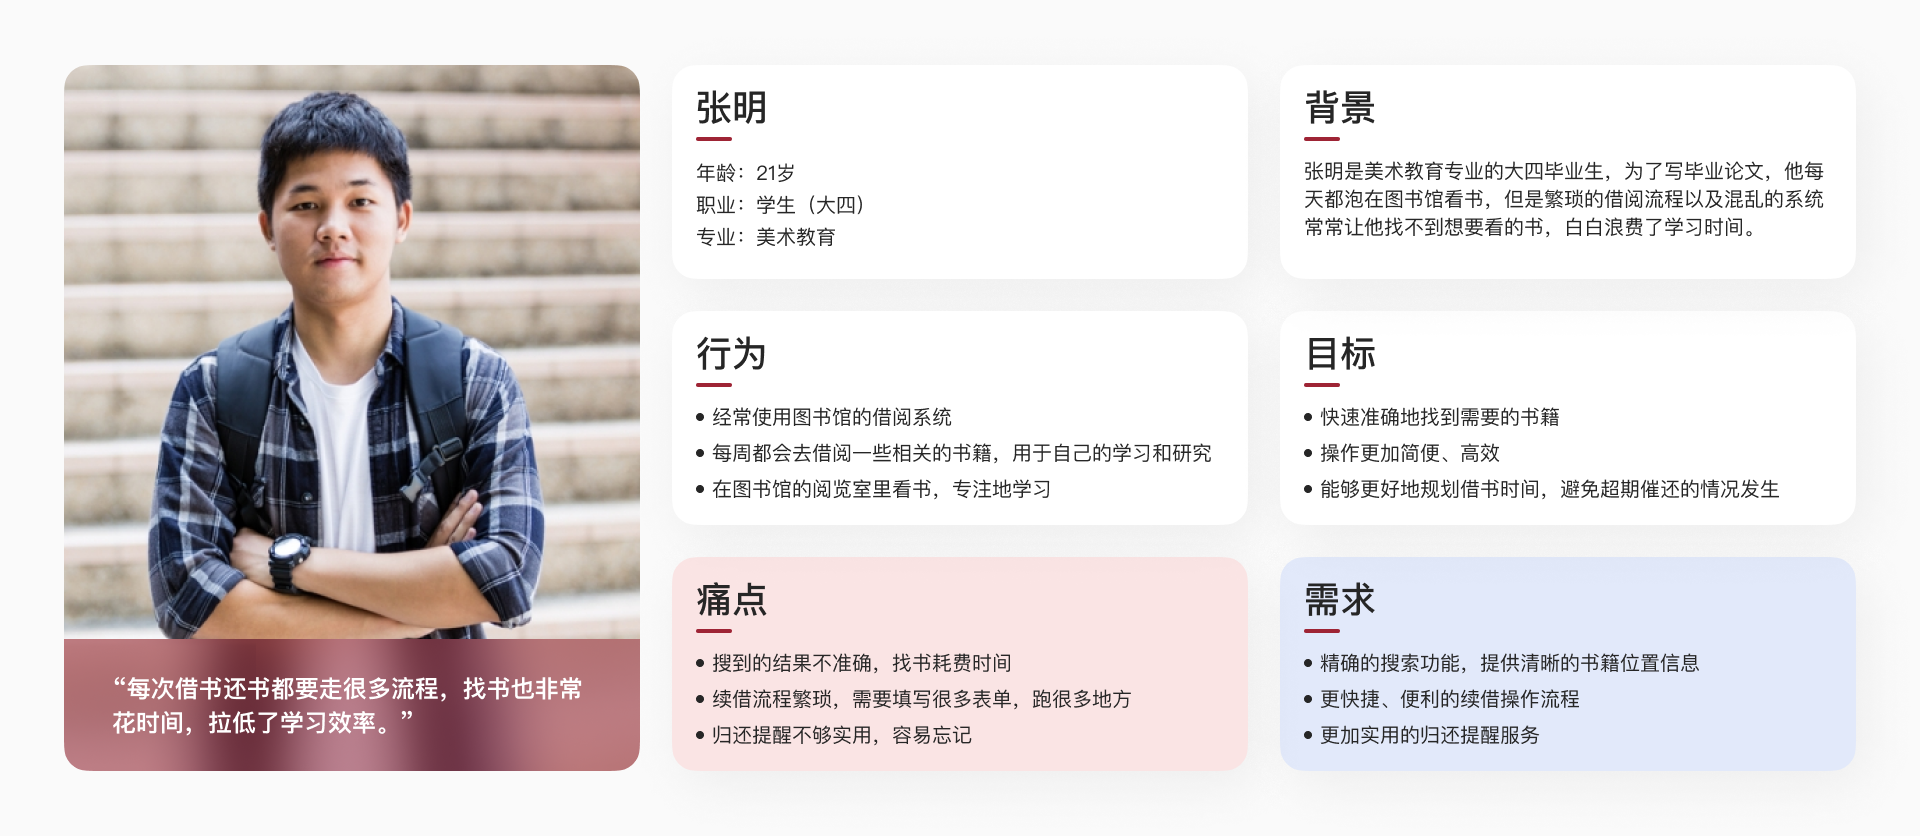 张明
年龄：21岁
职业：学生（大四）
专业：美术教育
背景
张明是美术教育专业的大四毕业生，为了写毕业论文，他每
天都泡在图书馆看书，但是繁琐的借阅流程以及混乱的系统
常常让他找不到想要看的书，白白浪费了学习时间。
行为
• 经常使用图书馆的借阅系统
• 每周都会去借阅一些相关的书籍，用于自己的学习和研究
• 在图书馆的阅览室里看书，专注地学习
目标
• 快速准确地找到需要的书籍
• 操作更加简便、高效
• 能够更好地规划借书时间，避免超期催还的情况发生
痛点
• 搜到的结果不准确，找书耗费时间
• 续借流程繁琐，需要填写很多表单，跑很多地方
• 归还提醒不够实用，容易忘记
需求
• 精确的搜索功能，提供清晰的书籍位置信息
• 更快捷、便利的续借操作流程
• 更加实用的归还提醒服务
“每次借书还书都要走很多流程，找书也非常
花时间，拉低了学习效率。”